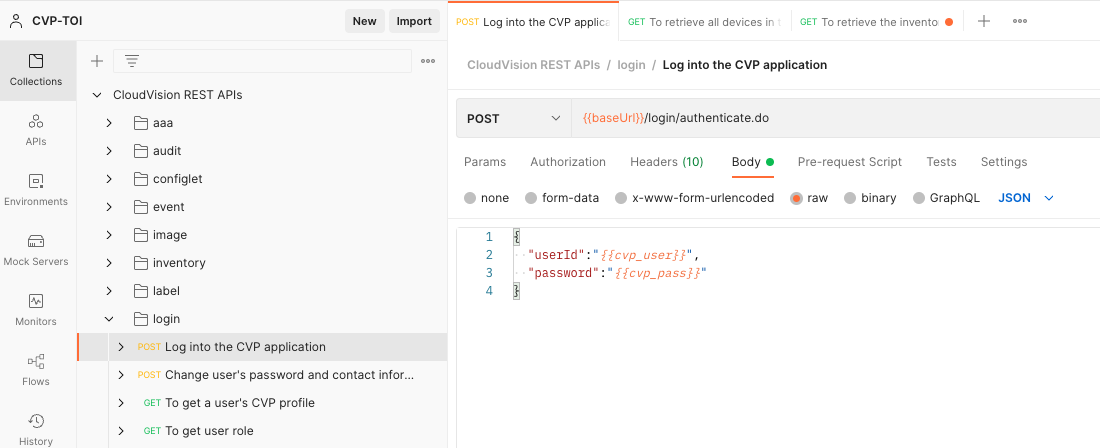 CVP-TOI
New
Import
Collections
APIs
Environments
Mock Servers
Monitors
Flows
History
CloudVision REST APIs
aaa
audit
configlet
event
image
inventory
label
login
POST Log into the CVP application
POST Change user's password and contact infor...
GET To get a user's CVP profile
GET To get user role
POST Log into the CVP applica
GET To retrieve all devices in
GET To retrieve the invento
CloudVision REST APIs / login / Log into the CVP application
POST
{{baseUrl}}/login/authenticate.do
Params Authorization Headers (10) Body Pre-request Script Tests Settings
none form-data x-www-form-urlencoded raw binary GraphQL JSON
1 {
2 "userId":"{{cvp_user}}",
3 "password":"{{cvp_pass}}"
4 }